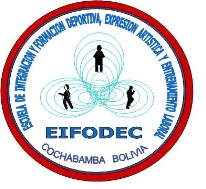 ESCUELA DE INTEGRACION Y FORMACION DEPORTIVA, EXPRESION ARTISTICA Y ENTRENAMIENTO LABORAL
EIFODEC
COCHABAMBA BOLIVIA